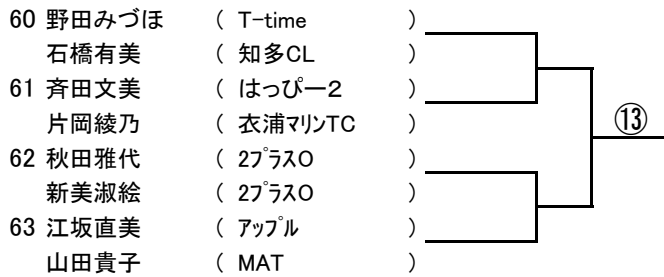 60 野田みづほ ( T-time )
石橋有美 ( 知多CL )
61 斉田文美 ( はっぴー2 )
片岡綾乃 ( 衣浦マリンTC )
⑬
62 秋田雅代 ( 2プラスO )
新美淑絵 ( 2プラスO )
63 江坂直美 ( アップル )
山田貴子 ( MAT )